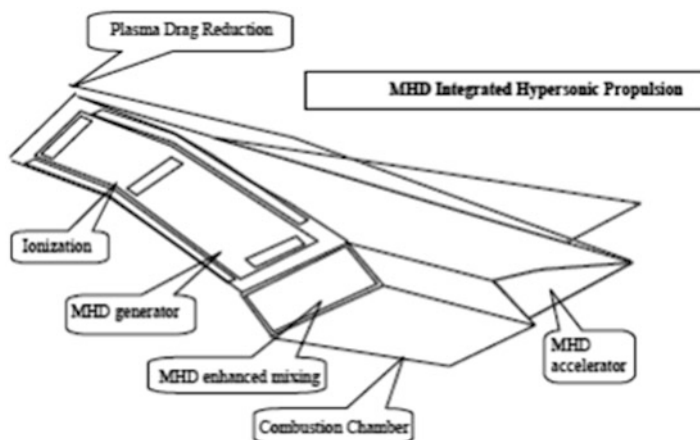 Plasma Drag Reduction
MHD Integrated Hypersonic Propulsion
Ionization
MHD generator
MHD
accelerator
MHD enhanced mixing
Combustion Chamber